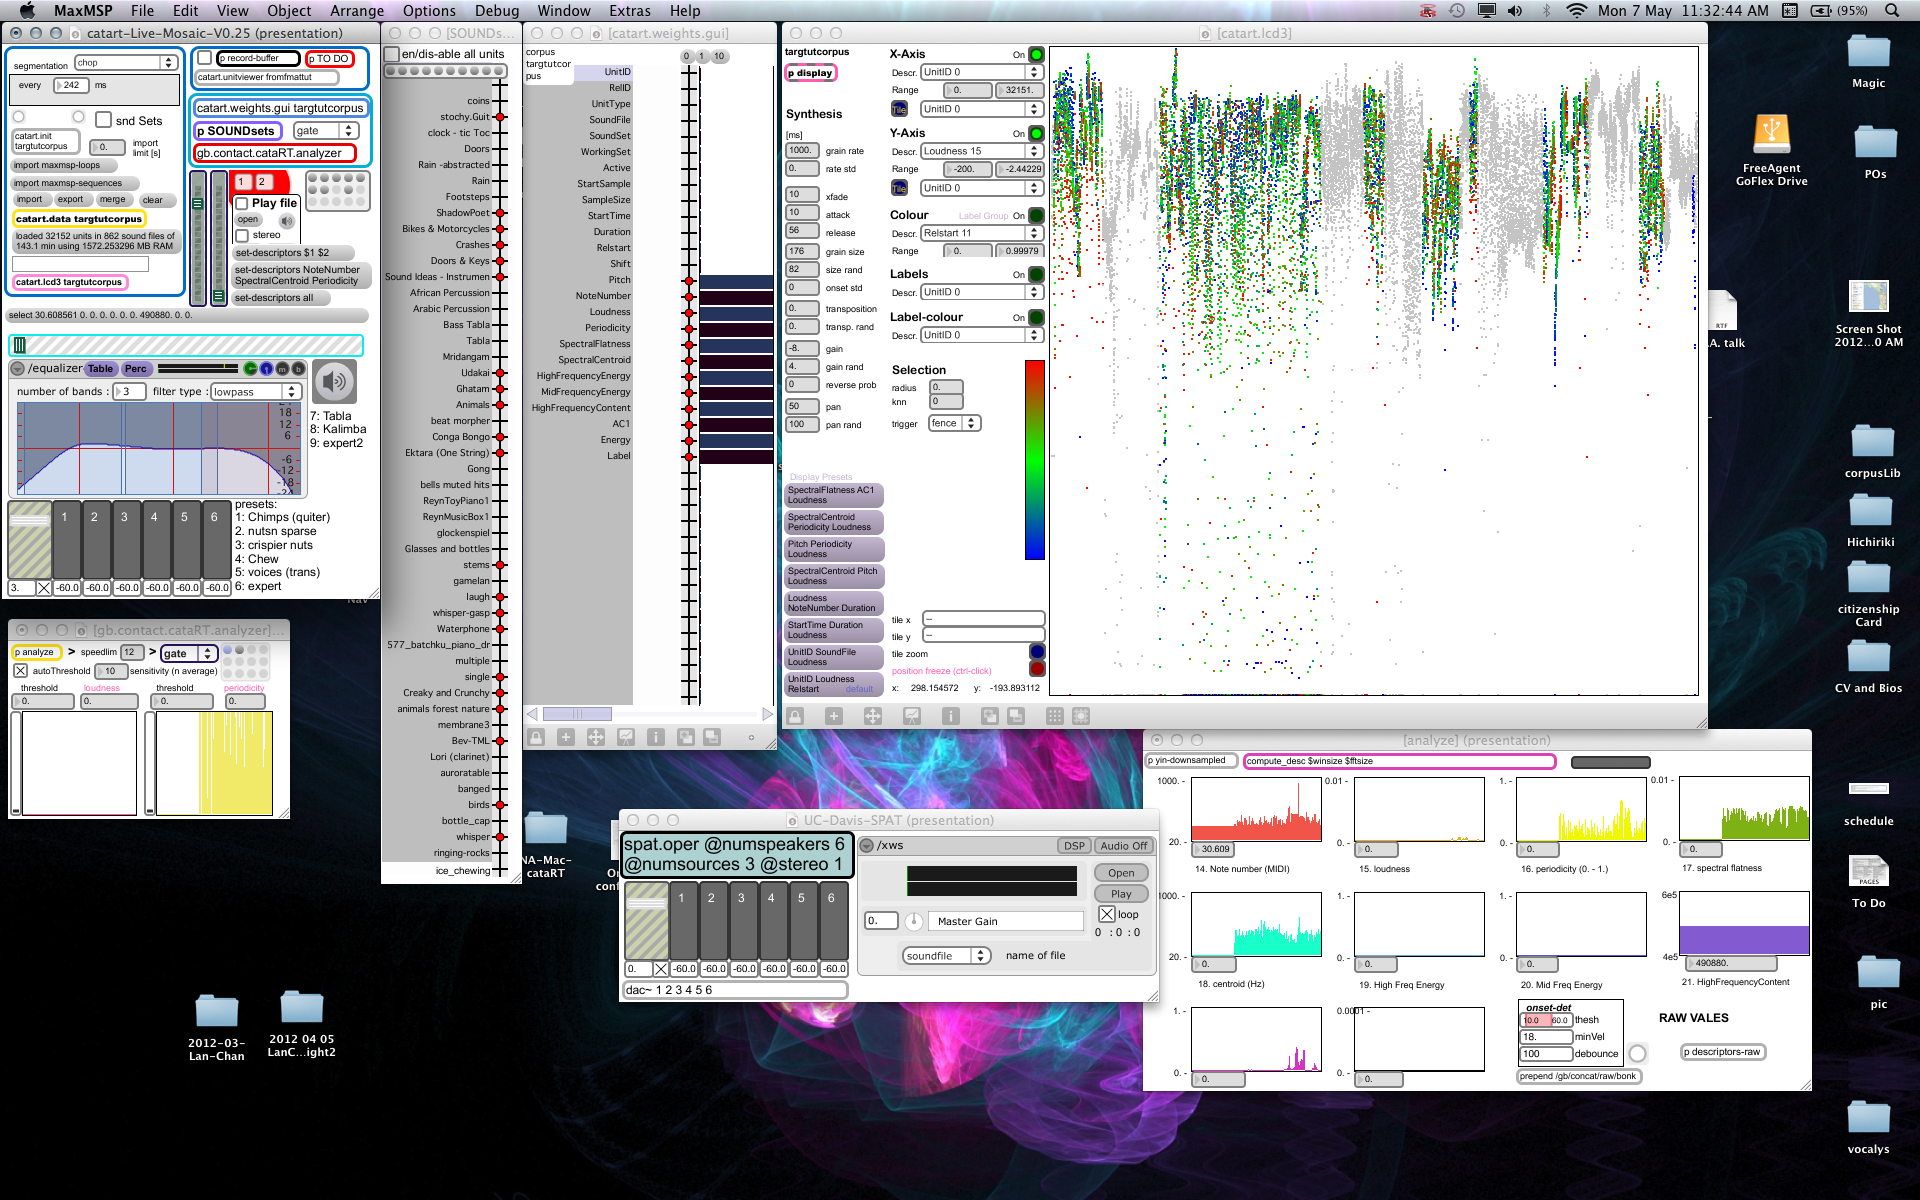 MaxMSP File Edit View Object Arrange Options Debug Window Extras Help
Mon 7 May 11:32:44 AM (95%)
catart-Live-Mosaic-V0.25 (presentation)
segmentation chop
every 242 ms
snd Sets
catart.init
targtutcorpus
0. import
limit [s]
import maxmsp-loops
import maxmsp-sequences
import export merge clear
catart.data targtutcorpus
loaded 32152 units in 862 sound files of
143.1 min using 1572.253296 MB RAM
catart.lcd3 targtutcorpus
p record-buffer p TO DO
catart.unitviewer fromfmattut
catart.weights.gui targtutcorpus
p SOUNDsets gate
gb.contact.cataRT.analyzer
1 2
Play file
open
stereo
set-descriptors $1 $2
set-descriptors NoteNumber
SpectralCentroid Periodicity
set-descriptors all
select 30.608561 0. 0. 0. 0. 0. 0. 490880. 0. 0.
/equalizer Table Perc m b
number of bands : 3 filter type : lowpass
18
12
6
-6
-12
-18
7: Tabla
8: Kalimba
9: expert2
1 2 3 4 5 6
3. -60.0 -60.0 -60.0 -60.0 -60.0 -60.0
presets:
1: Chimps (quiter)
2. nutsn sparse
3: crispier nuts
4: Chew
5: voices (trans)
6: expert
[gb.contact.cataRT.analyzer]...
p analyze > speedlim 12 > gate
autoThreshold 10 sensitivity (n average)
threshold loudness threshold periodicity
0. 0. 0. 0.
[SOUNDs...
en/dis-able all units
coins
stochy.Guit
clock - tic Toc
Doors
Rain -abstracted
Rain
Footsteps
ShadowPoet
Bikes & Motorcycles
Crashes
Doors & Keys
Sound Ideas - Instrumen
African Percussion
Arabic Percussion
Bass Tabla
Tabla
Mridangam
Udakai
Ghatam
Animals
beat morpher
Conga Bongo
Ektara (One String)
Gong
bells muted hits
ReynToyPiano1
ReynMusicBox1
glockenspiel
Glasses and bottles
stems
gamelan
laugh
whisper-gasp
Waterphone
577_batchku_piano_dr
multiple
single
Creaky and Crunchy
animals forest nature
membrane3
Bev-TML
Lori (clarinet)
auroratable
banged
birds
bottle_cap
whisper
ringing-rocks
ice_chewing
[catart.weights.gui]
corpus
targtutcor
pus
0 1 10
UnitID
RelID
UnitType
SoundFile
SoundSet
WorkingSet
Active
StartSample
SampleSize
StartTime
Duration
Relstart
Shift
Pitch
NoteNumber
Loudness
Periodicity
SpectralFlatness
SpectralCentroid
HighFrequencyEnergy
MidFrequencyEnergy
HighFrequencyContent
AC1
Energy
Label
[catart.lcd3]
targtutcorpus
p display
Synthesis
[ms]
1000. grain rate
0. rate std
10 xfade
10 attack
56 release
176 grain size
82 size rand
0 onset std
0. transposition
0. transp. rand
-8. gain
4. gain rand
0 reverse prob
50 pan
100 pan rand
Display Presets
SpectralFlatness AC1
Loudness
SpectralCentroid
Periodicity Loudness
Pitch Periodicity
Loudness
SpectralCentroid Pitch
Loudness
Loudness
NoteNumber Duration
StartTime Duration
Loudness
UnitID SoundFile
Loudness
UnitID Loudness
Relstart default
X-Axis On
Descr. UnitID 0
Range 0. 32151.
Tile UnitID 0
Y-Axis On
Descr. Loudness 15
Range -200. -2.44229
Tile UnitID 0
Colour Label Group On
Descr. Relstart 11
Range 0. 0.99979
Labels On
Descr. UnitID 0
Label-colour On
Descr. UnitID 0
Selection
radius 0.
knn 0
trigger fence
tile x --
tile y --
tile zoom
position freeze (ctrl-click)
x: 298.154572 y: -193.893112
UC-Davis-SPAT (presentation)
spat.oper @numspeakers 6
@numsources 3 @stereo 1
1 2 3 4 5 6
0. -60.0 -60.0 -60.0 -60.0 -60.0 -60.0
dac~ 1 2 3 4 5 6
/xws DSP Audio Off
Open
Play
loop
0. Master Gain 0 : 0 : 0
soundfile name of file
[analyze] (presentation)
p yin-downsampled compute_desc $winsize $fftsize
1000. - 0.01 - 1. - 0.01 -
20. - 0. - 0. - 0. -
30.609 0. 0. 0.
14. Note number (MIDI) 15. loudness 16. periodicity (0. - 1.) 17. spectral flatness
1000. - 1. - 1. - 6e5
20. - 0. - 0. - 4e5
0. 0. 0. 490880.
18. centroid (Hz) 19. High Freq Energy 20. Mid Freq Energy 21. HighFrequencyContent
1. - 0.0001 -
0. - 0. -
0. 0.
onset-det
10.0 60.0 thesh
18. minVel
100 debounce
prepend /gb/concat/raw/bonk
RAW VALES
p descriptors-raw
Magic
FreeAgent
GoFlex Drive
POs
RTF
A. talk
Screen Shot
2012...0 AM
corpusLib
Hichiriki
citizenship
Card
CV and Bios
schedule
PAGES
To Do
pic
vocalys
NA-Mac-
cataRT
2012-03-
Lan-Chan
2012 04 05
LanC...ight2